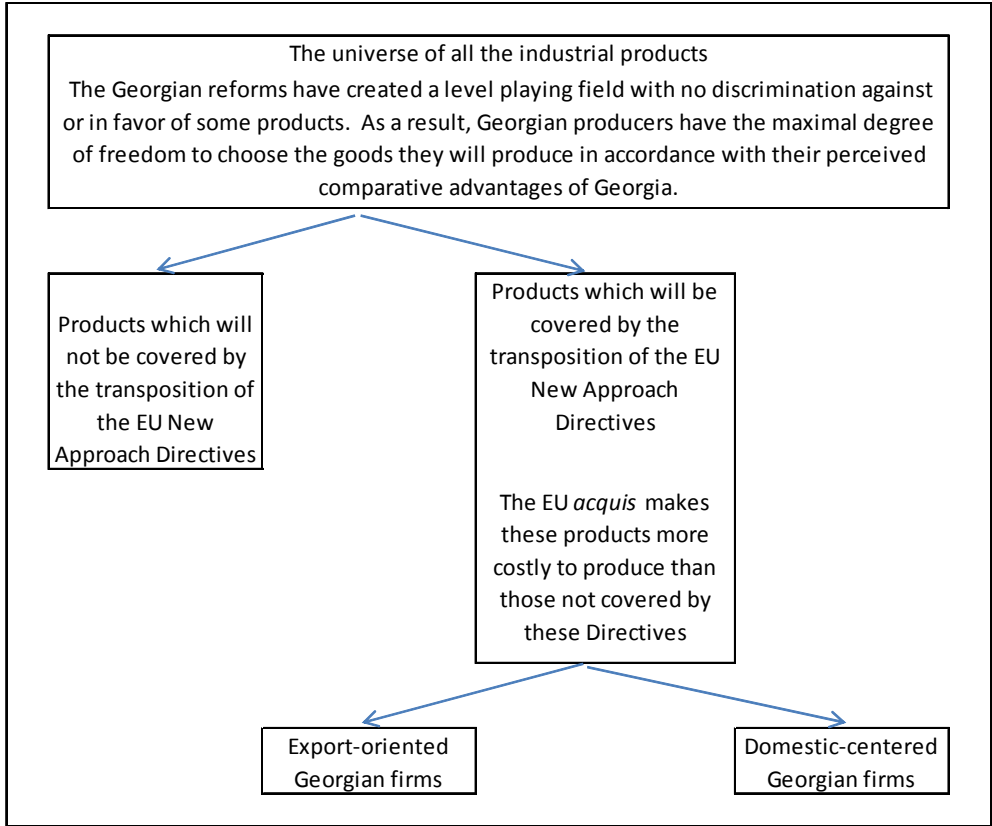 The universe of all the industrial products
The Georgian reforms have created a level playing field with no discrimination against
or in favor of some products. As a result, Georgian producers have the maximal degree
of freedom to choose the goods they will produce in accordance with their perceived
comparative advantages of Georgia.
Products which will
not be covered by
the transposition of
the EU New
Approach Directives
Products which will be
covered by the
transposition of the EU
New Approach
Directives
The EU acquis makes
these products more
costly to produce than
those not covered by
these Directives
Export-oriented
Georgian firms
Domestic-centered
Georgian firms